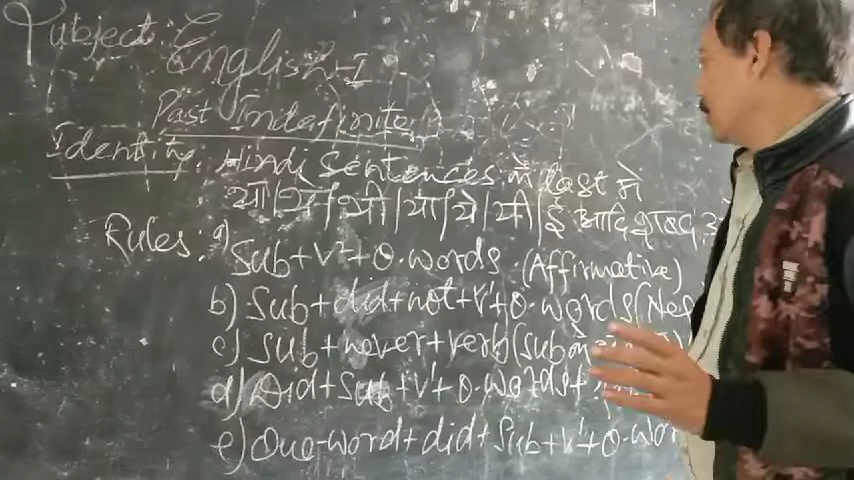 Subject: English-I
Past Indefinite
Identity: Hindi Sentences में last में
था/थे/थी/या/ये/यी/ई आदि शब्द
Rules: a) Sub+V²+O.words (Affirmative)
b) Sub+did+not+V¹+O.words (Neg
c) Sub+never+verb (Sub
d) Did+Sub+V¹+O.words+
e) Que-word+did+Sub+V¹+O.wor